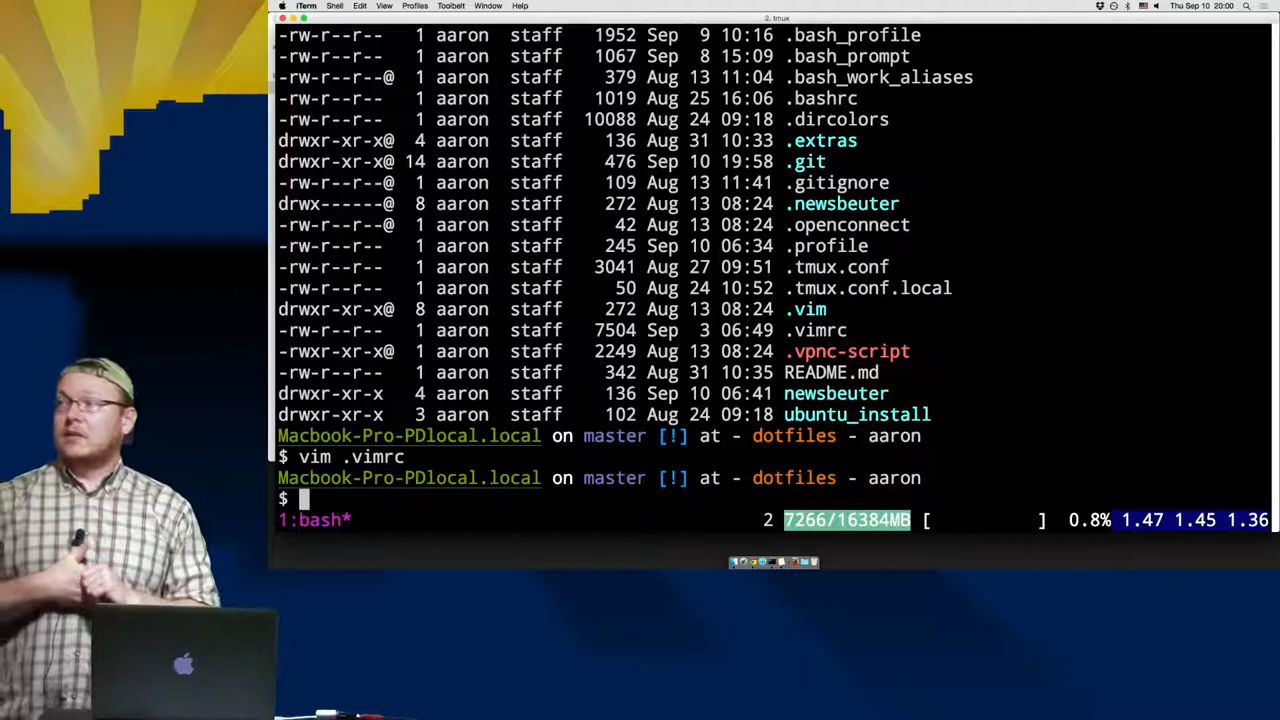 iTerm Shell Edit View Profiles Toolbelt Window Help Thu Sep 10 20:00
2. tmux
-rw-r--r-- 1 aaron staff 1952 Sep 9 10:16 .bash_profile
-rw-r--r-- 1 aaron staff 1067 Sep 8 15:09 .bash_prompt
-rw-r--r--@ 1 aaron staff 379 Aug 13 11:04 .bash_work_aliases
-rw-r--r-- 1 aaron staff 1019 Aug 25 16:06 .bashrc
-rw-r--r-- 1 aaron staff 10088 Aug 24 09:18 .dircolors
drwxr-xr-x@ 4 aaron staff 136 Aug 31 10:33 .extras
drwxr-xr-x@ 14 aaron staff 476 Sep 10 19:58 .git
-rw-r--r--@ 1 aaron staff 109 Aug 13 11:41 .gitignore
drwx------@ 8 aaron staff 272 Aug 13 08:24 .newsbeuter
-rw-r--r--@ 1 aaron staff 42 Aug 13 08:24 .openconnect
-rw-r--r-- 1 aaron staff 245 Sep 10 06:34 .profile
-rw-r--r-- 1 aaron staff 3041 Aug 27 09:51 .tmux.conf
-rw-r--r-- 1 aaron staff 50 Aug 24 10:52 .tmux.conf.local
drwxr-xr-x@ 8 aaron staff 272 Aug 13 08:24 .vim
-rw-r--r-- 1 aaron staff 7504 Sep 3 06:49 .vimrc
-rwxr-xr-x@ 1 aaron staff 2249 Aug 13 08:24 .vpnc-script
-rw-r--r-- 1 aaron staff 342 Aug 31 10:35 README.md
drwxr-xr-x 4 aaron staff 136 Sep 10 06:41 newsbeuter
drwxr-xr-x 3 aaron staff 102 Aug 24 09:18 ubuntu_install
Macbook-Pro-PDlocal.local on master [!] at - dotfiles - aaron
$ vim .vimrc
Macbook-Pro-PDlocal.local on master [!] at - dotfiles - aaron
$
1:bash* 2 7266/16384MB [ ] 0.8% 1.47 1.45 1.36